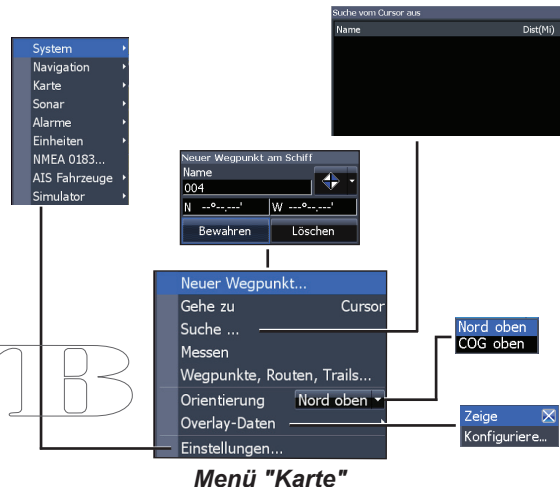 Suche vom Cursor aus
Name Dist(Mi)
System
Navigation
Karte
Sonar
Alarme
Einheiten
NMEA 0183...
AIS Fahrzeuge
Simulator
Neuer Wegpunkt am Schiff
Name
004
N --°--.---' W ---°--.---'
Bewahren Löschen
Neuer Wegpunkt...
Gehe zu Cursor
Suche ...
Messen
Wegpunkte, Routen, Trails...
Orientierung Nord oben
Overlay-Daten
Einstellungen...
Nord oben
COG oben
Zeige
Konfiguriere...
MB
Menü "Karte"